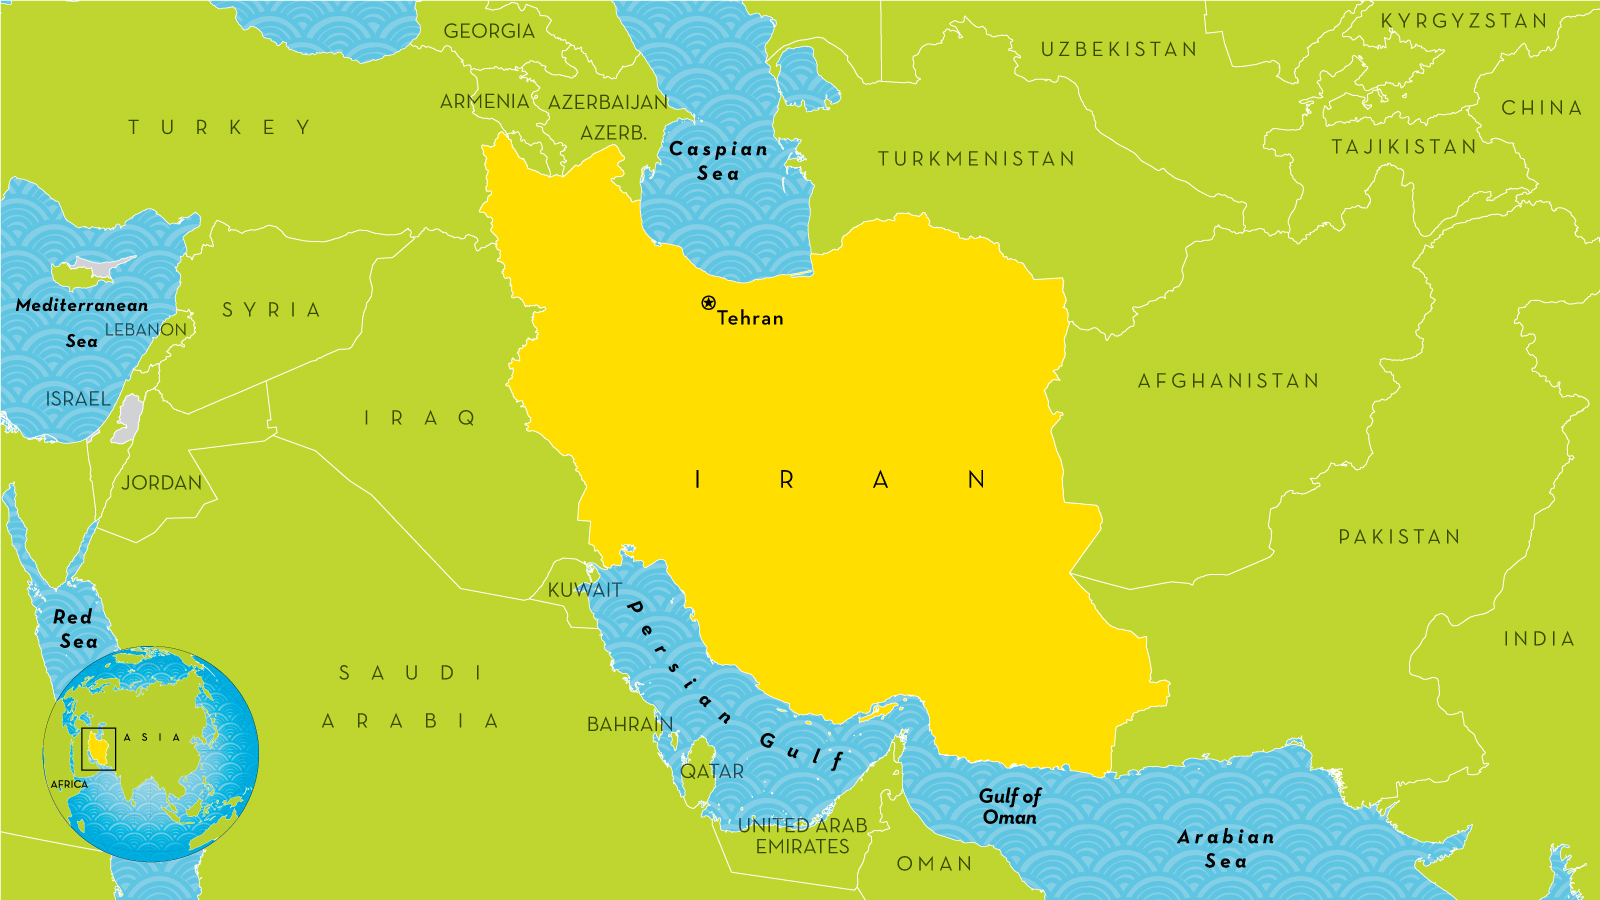 KYRGYZSTAN
GEORGIA
UZBEKISTAN
ARMENIA
AZERBAIJAN
CHINA
TURKEY
AZERB.
Caspian
Sea
TURKMENISTAN
TAJIKISTAN
Mediterranean
Sea
LEBANON
SYRIA
Tehran
ISRAEL
AFGHANISTAN
IRAQ
JORDAN
IRAN
PAKISTAN
KUWAIT
Red
Sea
Persian Gulf
INDIA
SAUDI
ARABIA
BAHRAIN
QATAR
ASIA
AFRICA
UNITED ARAB
EMIRATES
Gulf of
Oman
OMAN
Arabian
Sea